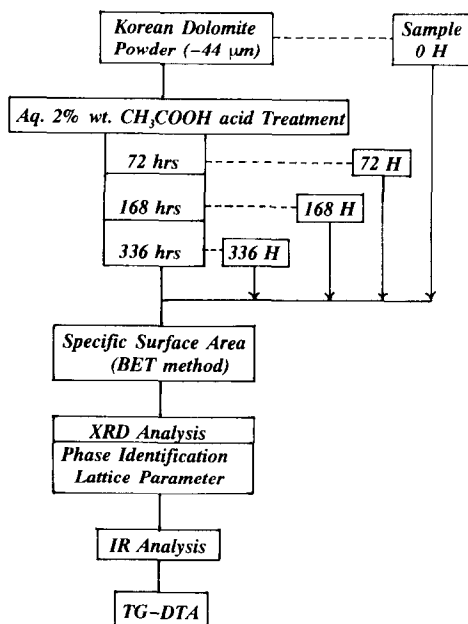 Korean Dolomite
Powder (−44 μm)
Sample
0 H
Aq. 2% wt. CH₃COOH acid Treatment
72 hrs
72 H
168 hrs
168 H
336 hrs
336 H
Specific Surface Area
(BET method)
XRD Analysis
Phase Identification
Lattice Parameter
IR Analysis
TG-DTA